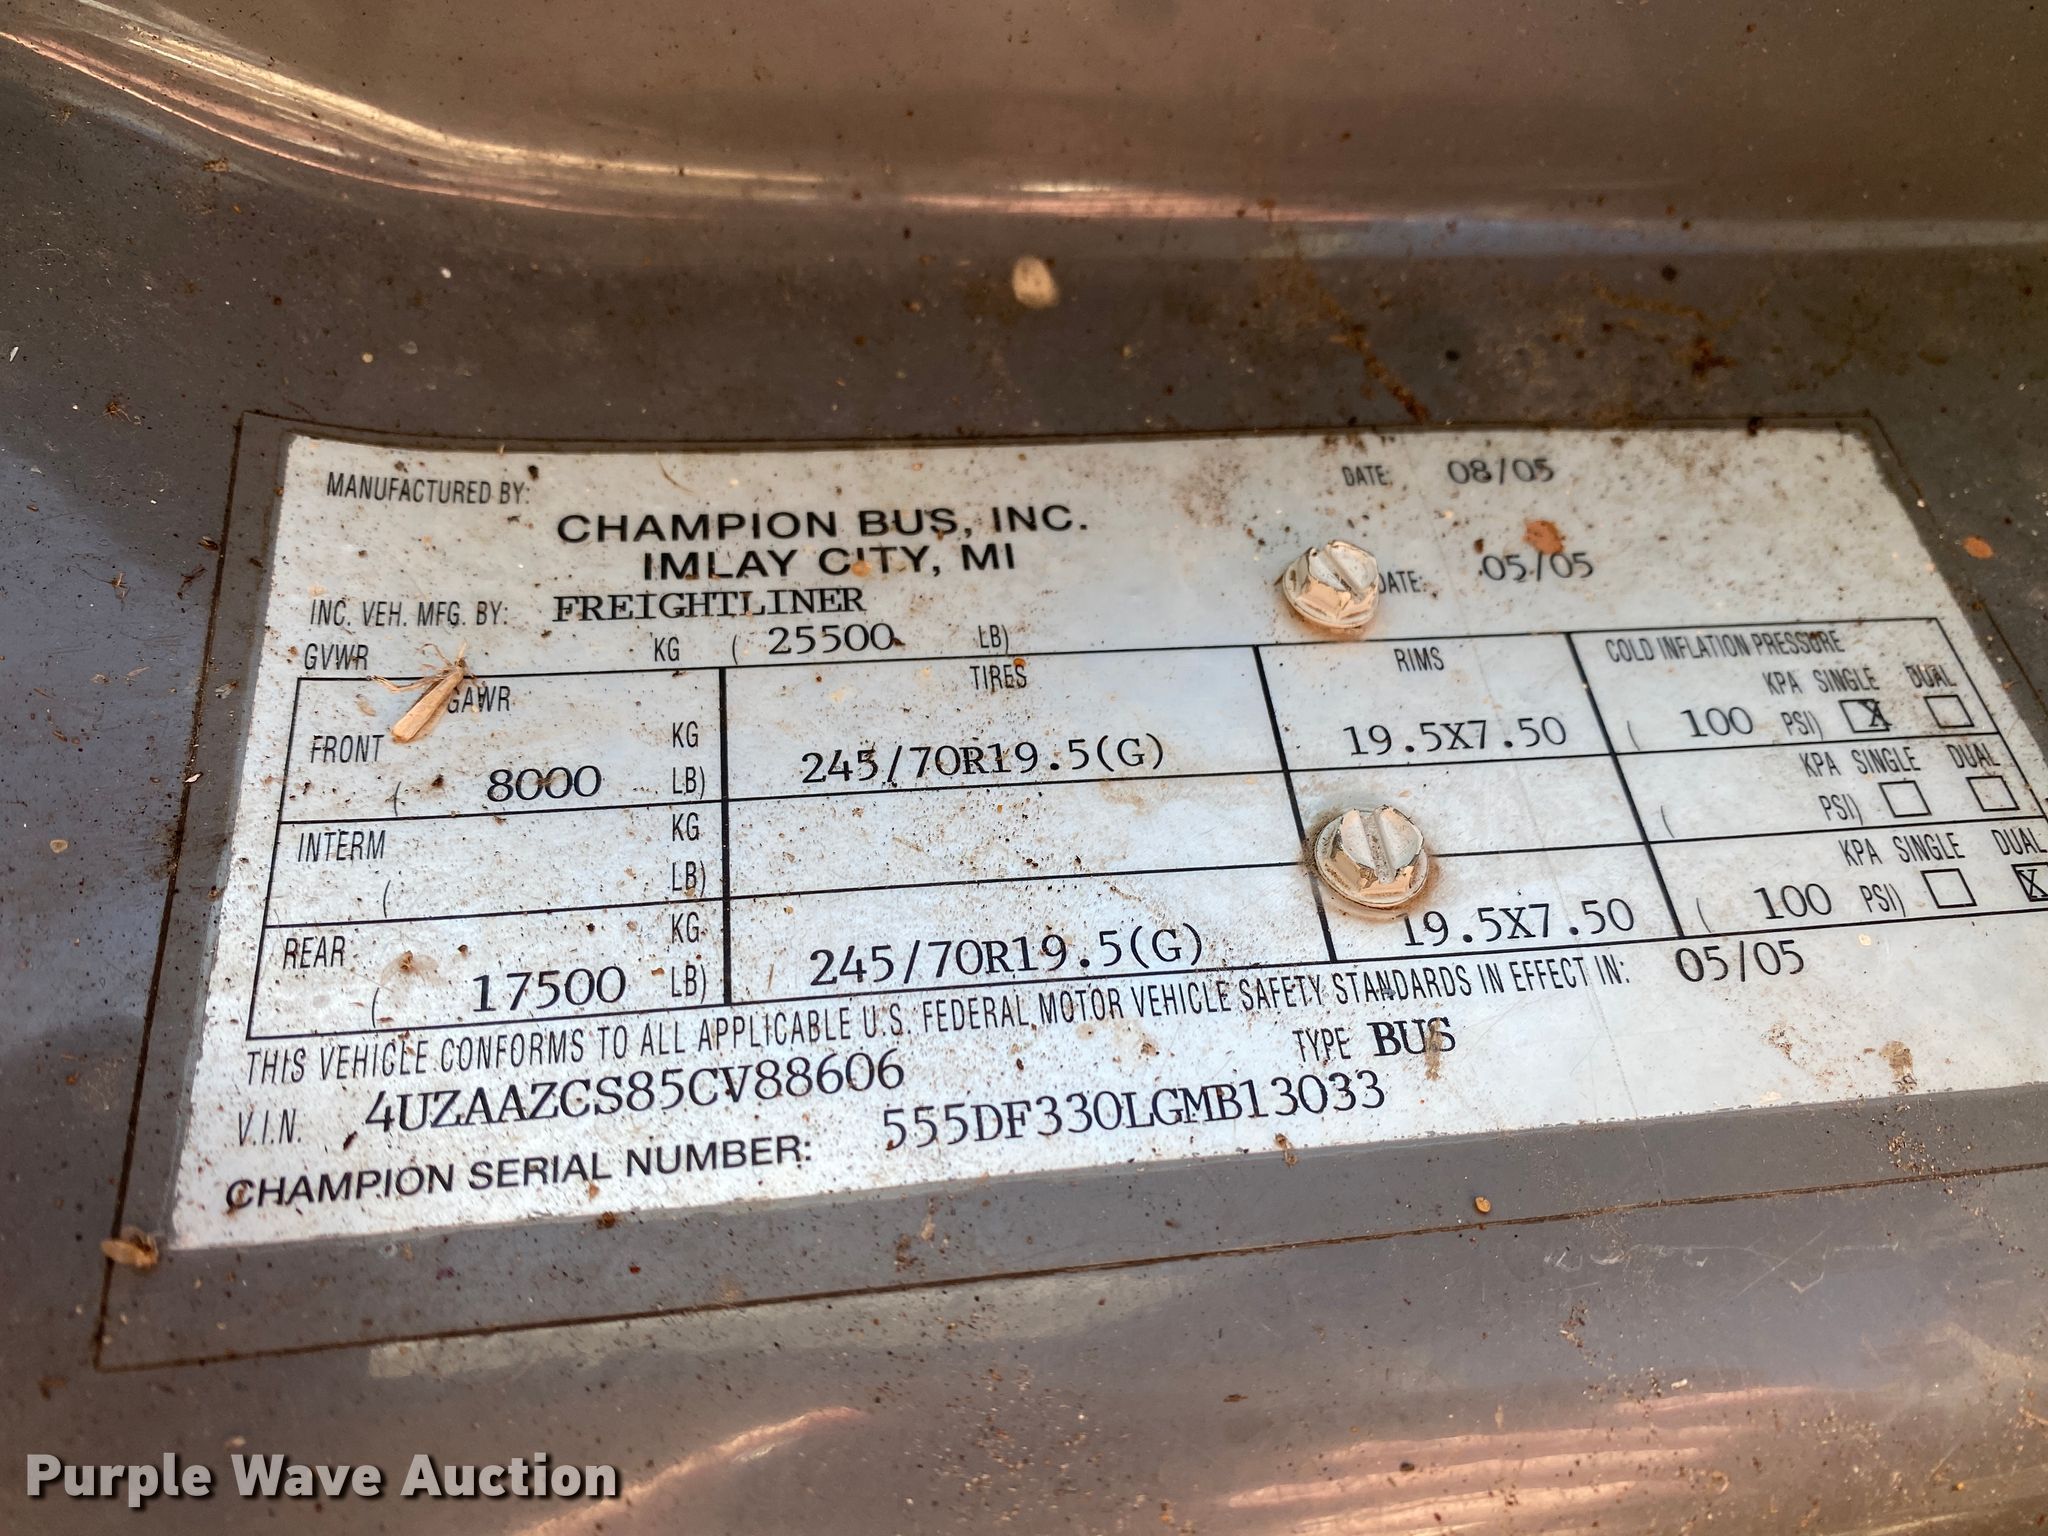 MANUFACTURED BY: DATE: 08/05
CHAMPION BUS, INC.
IMLAY CITY, MI
INC. VEH. MFG. BY: FREIGHTLINER DATE: 05/05
GVWR KG ( 25500 LB)
GAWR TIRES RIMS COLD INFLATION PRESSURE
FRONT KG KPA SINGLE DUAL
( 8000 LB) 245/70R19.5(G) 19.5X7.50 ( 100 PSI) X
INTERM KG KPA SINGLE DUAL
( LB) ( PSI)
REAR KG KPA SINGLE DUAL
( 17500 LB) 245/70R19.5(G) 19.5X7.50 ( 100 PSI) X
THIS VEHICLE CONFORMS TO ALL APPLICABLE U.S. FEDERAL MOTOR VEHICLE SAFETY STANDARDS IN EFFECT IN: 05/05
V.I.N. 4UZAAZCS85CV88606 TYPE BUS
CHAMPION SERIAL NUMBER: 555DF330LGMB13033
Purple Wave Auction